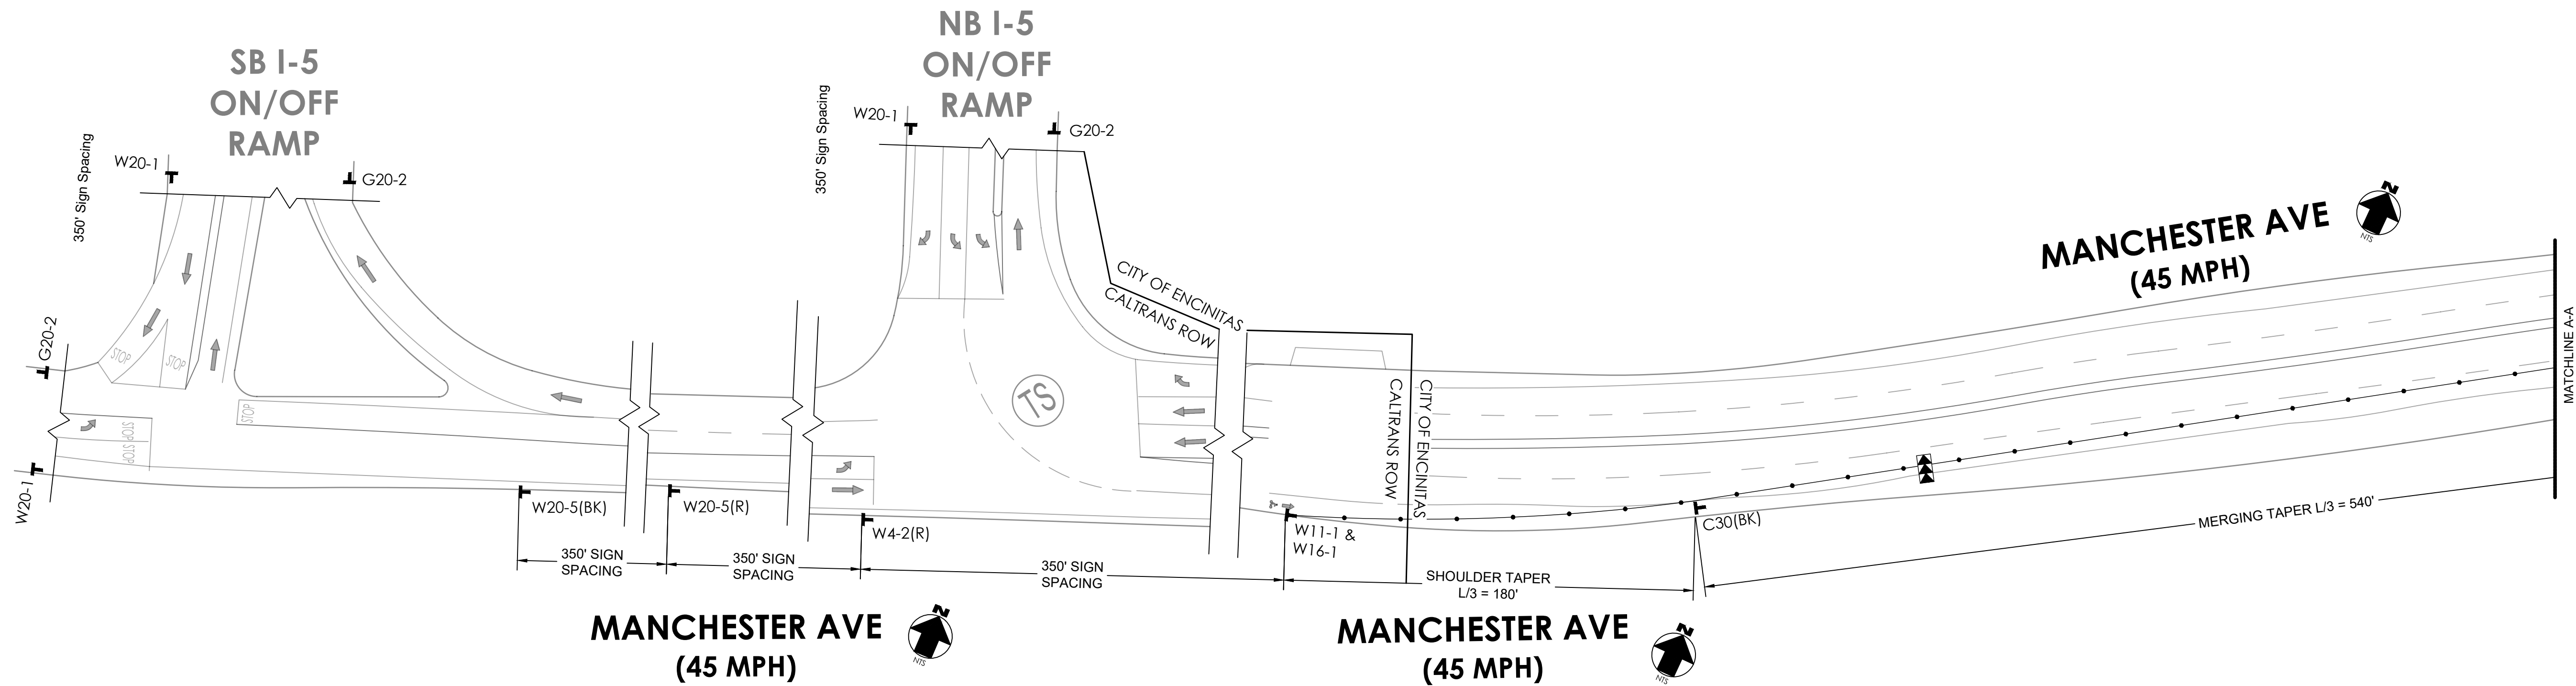 SB I-5
ON/OFF
RAMP
NB I-5
ON/OFF
RAMP
350' Sign Spacing
W20-1
G20-2
350' Sign Spacing
W20-1
G20-2
G20-2
W20-1
STOP
STOP
STOP
STOP
STOP
W20-5(BK)
W20-5(R)
W4-2(R)
TS
CITY OF ENCINITAS
CALTRANS ROW
CALTRANS ROW
CITY OF ENCINITAS
W11-1 &
W16-1
C30(BK)
350' SIGN
SPACING
350' SIGN
SPACING
350' SIGN
SPACING
SHOULDER TAPER
L/3 = 180'
MERGING TAPER L/3 = 540'
MANCHESTER AVE
(45 MPH)
N
NTS
MATCHLINE A-A
MANCHESTER AVE
(45 MPH)
N
NTS
MANCHESTER AVE
(45 MPH)
N
NTS